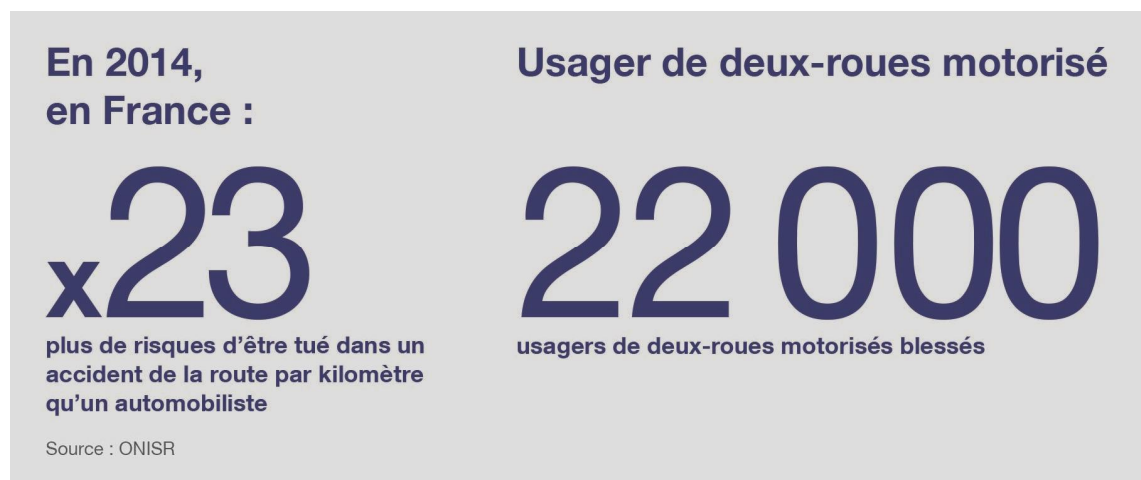 En 2014,
en France :
x23
plus de risques d’être tué dans un
accident de la route par kilomètre
qu’un automobiliste
Source : ONISR
Usager de deux-roues motorisé
22 000
usagers de deux-roues motorisés blessés